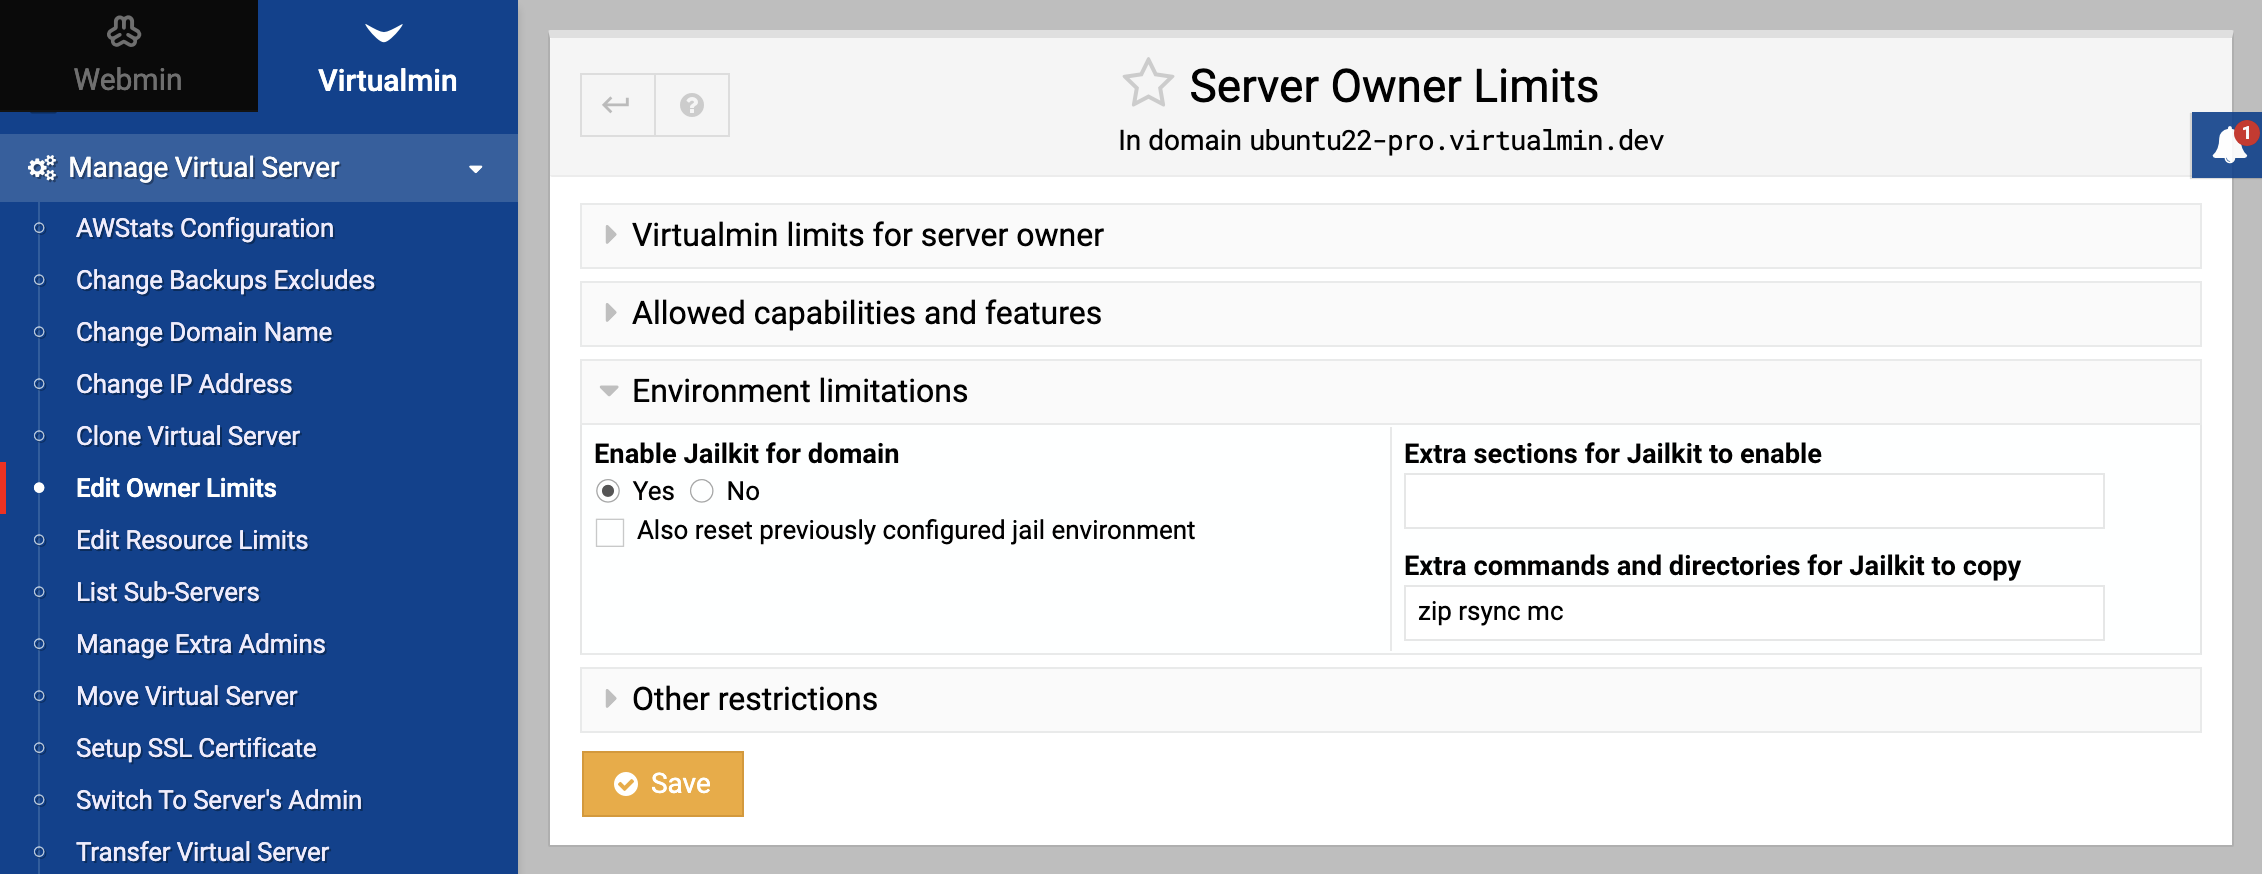 Webmin
Virtualmin
Manage Virtual Server
AWStats Configuration
Change Backups Excludes
Change Domain Name
Change IP Address
Clone Virtual Server
Edit Owner Limits
Edit Resource Limits
List Sub-Servers
Manage Extra Admins
Move Virtual Server
Setup SSL Certificate
Switch To Server's Admin
Transfer Virtual Server
?
Server Owner Limits
In domain ubuntu22-pro.virtualmin.dev
1
Virtualmin limits for server owner
Allowed capabilities and features
Environment limitations
Enable Jailkit for domain
Yes No
Also reset previously configured jail environment
Extra sections for Jailkit to enable
Extra commands and directories for Jailkit to copy
zip rsync mc
Other restrictions
Save